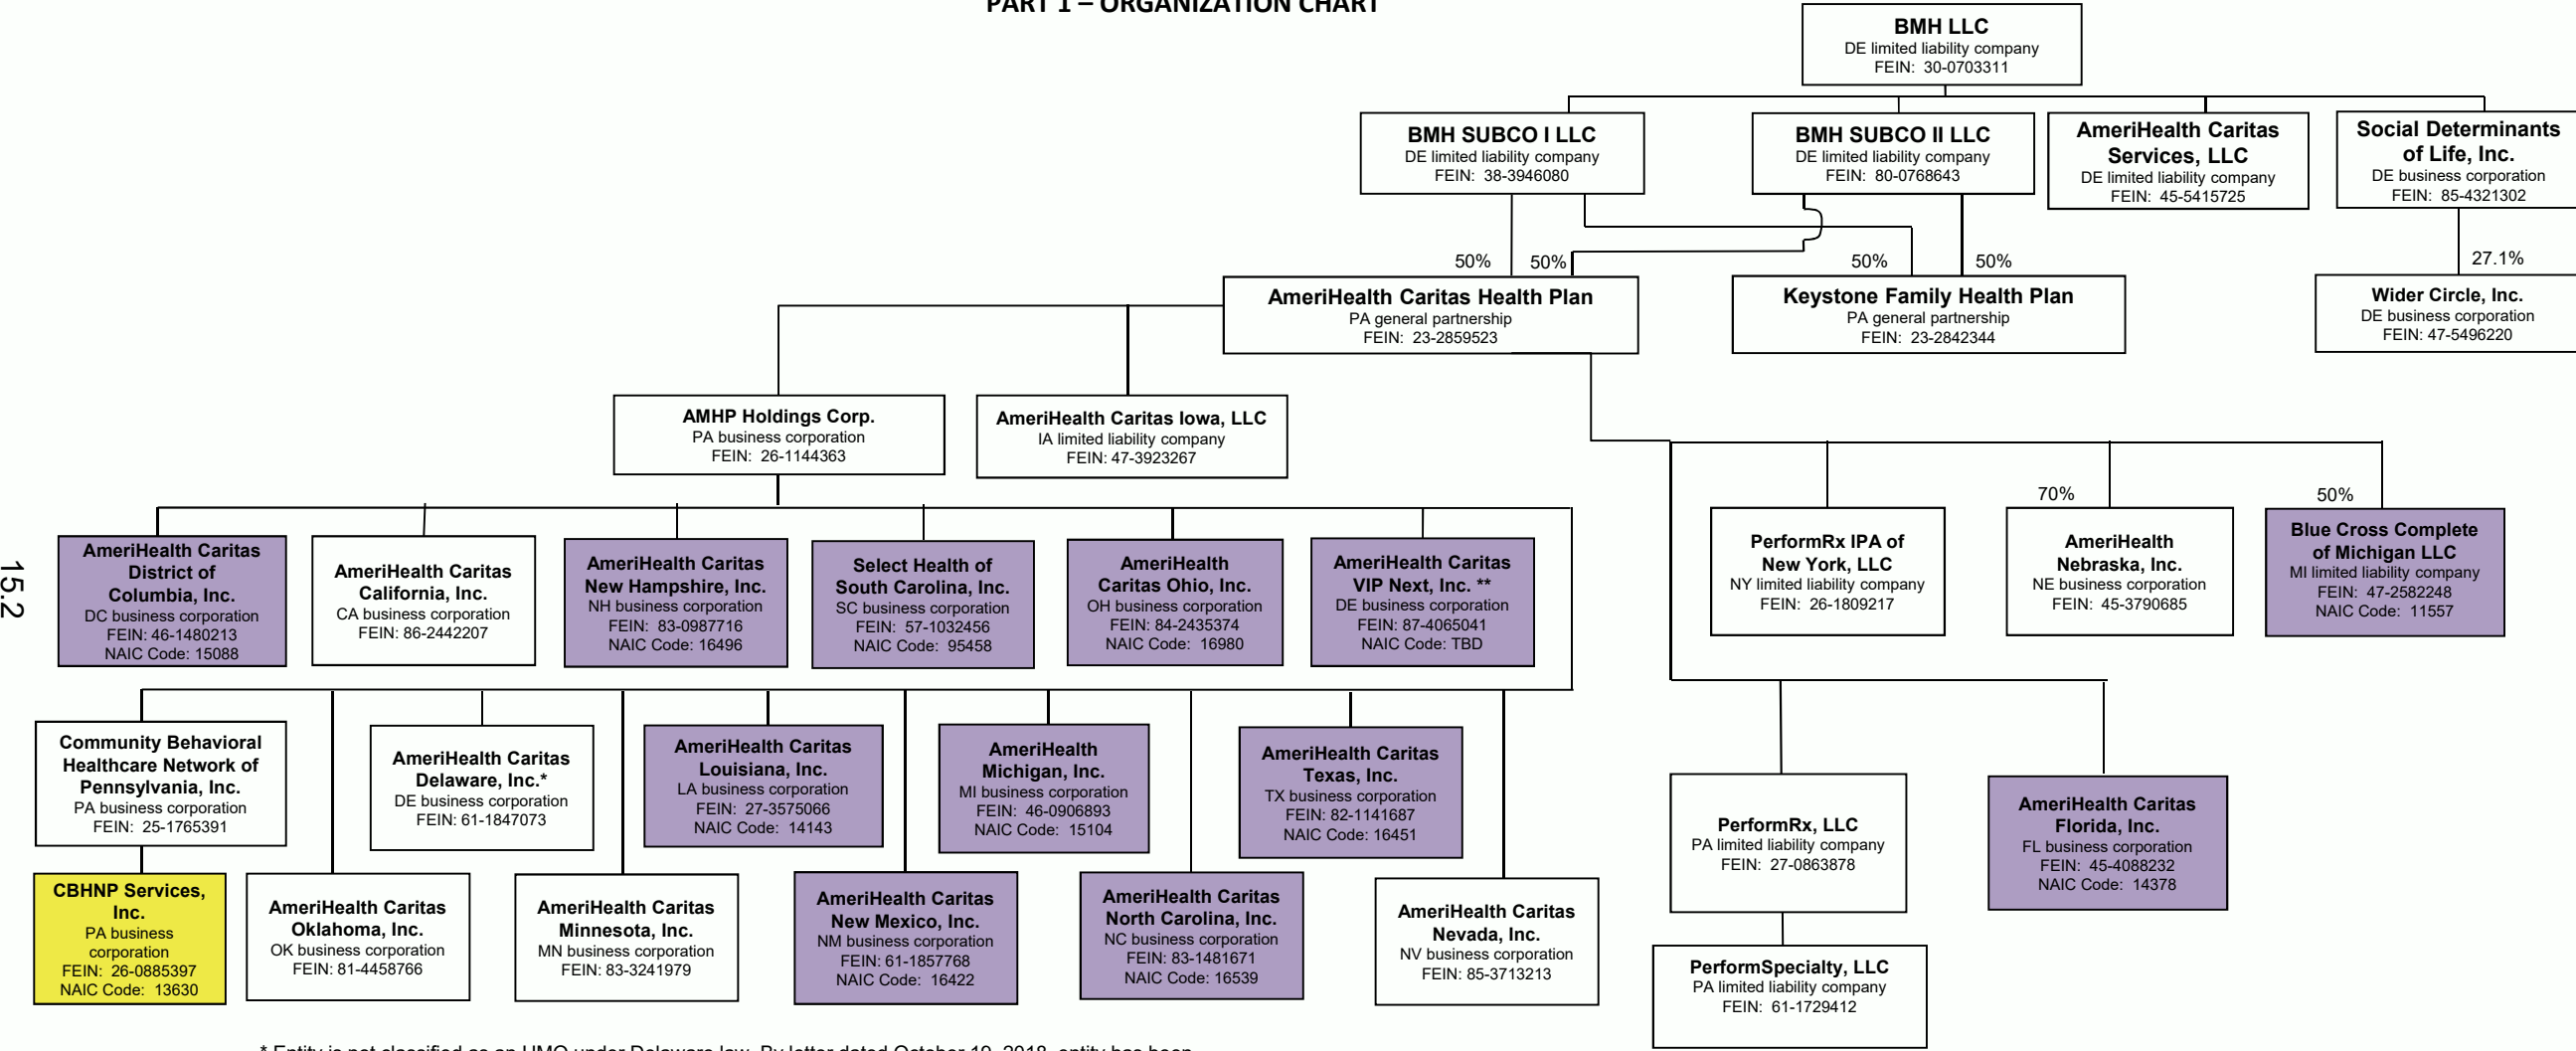 PART 1 – ORGANIZATION CHART
BMH LLC
DE limited liability company
FEIN: 30-0703311
BMH SUBCO I LLC
DE limited liability company
FEIN: 38-3946080
BMH SUBCO II LLC
DE limited liability company
FEIN: 80-0768643
AmeriHealth Caritas
Services, LLC
DE limited liability company
FEIN: 45-5415725
Social Determinants
of Life, Inc.
DE business corporation
FEIN: 85-4321302
50%
50%
50%
50%
27.1%
AmeriHealth Caritas Health Plan
PA general partnership
FEIN: 23-2859523
Keystone Family Health Plan
PA general partnership
FEIN: 23-2842344
Wider Circle, Inc.
DE business corporation
FEIN: 47-5496220
AMHP Holdings Corp.
PA business corporation
FEIN: 26-1144363
AmeriHealth Caritas Iowa, LLC
IA limited liability company
FEIN: 47-3923267
70%
50%
15.2
AmeriHealth Caritas
District of
Columbia, Inc.
DC business corporation
FEIN: 46-1480213
NAIC Code: 15088
AmeriHealth Caritas
California, Inc.
CA business corporation
FEIN: 86-2442207
AmeriHealth Caritas
New Hampshire, Inc.
NH business corporation
FEIN: 83-0987716
NAIC Code: 16496
Select Health of
South Carolina, Inc.
SC business corporation
FEIN: 57-1032456
NAIC Code: 95458
AmeriHealth
Caritas Ohio, Inc.
OH business corporation
FEIN: 84-2435374
NAIC Code: 16980
AmeriHealth Caritas
VIP Next, Inc. **
DE business corporation
FEIN: 87-4065041
NAIC Code: TBD
PerformRx IPA of
New York, LLC
NY limited liability company
FEIN: 26-1809217
AmeriHealth
Nebraska, Inc.
NE business corporation
FEIN: 45-3790685
Blue Cross Complete
of Michigan LLC
MI limited liability company
FEIN: 47-2582248
NAIC Code: 11557
Community Behavioral
Healthcare Network of
Pennsylvania, Inc.
PA business corporation
FEIN: 25-1765391
AmeriHealth Caritas
Delaware, Inc.*
DE business corporation
FEIN: 61-1847073
AmeriHealth Caritas
Louisiana, Inc.
LA business corporation
FEIN: 27-3575066
NAIC Code: 14143
AmeriHealth
Michigan, Inc.
MI business corporation
FEIN: 46-0906893
NAIC Code: 15104
AmeriHealth Caritas
Texas, Inc.
TX business corporation
FEIN: 82-1141687
NAIC Code: 16451
PerformRx, LLC
PA limited liability company
FEIN: 27-0863878
AmeriHealth Caritas
Florida, Inc.
FL business corporation
FEIN: 45-4088232
NAIC Code: 14378
CBHNP Services,
Inc.
PA business
corporation
FEIN: 26-0885397
NAIC Code: 13630
AmeriHealth Caritas
Oklahoma, Inc.
OK business corporation
FEIN: 81-4458766
AmeriHealth Caritas
Minnesota, Inc.
MN business corporation
FEIN: 83-3241979
AmeriHealth Caritas
New Mexico, Inc.
NM business corporation
FEIN: 61-1857768
NAIC Code: 16422
AmeriHealth Caritas
North Carolina, Inc.
NC business corporation
FEIN: 83-1481671
NAIC Code: 16539
AmeriHealth Caritas
Nevada, Inc.
NV business corporation
FEIN: 85-3713213
PerformSpecialty, LLC
PA limited liability company
FEIN: 61-1729412
* Entity is not classified as an HMO under Delaware law. By letter dated October 19, 2018, entity has been